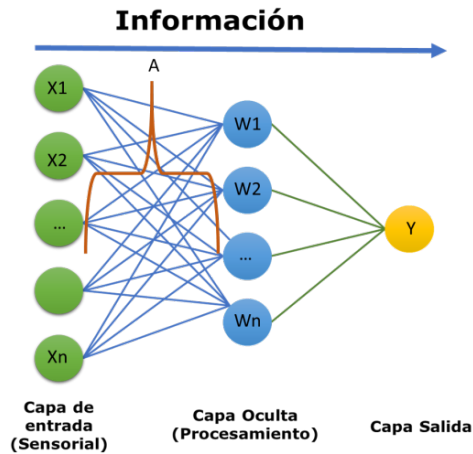 Información
A
X1
X2
...
Xn
W1
W2
...
Wn
Y
Capa de
entrada
(Sensorial)
Capa Oculta
(Procesamiento)
Capa Salida